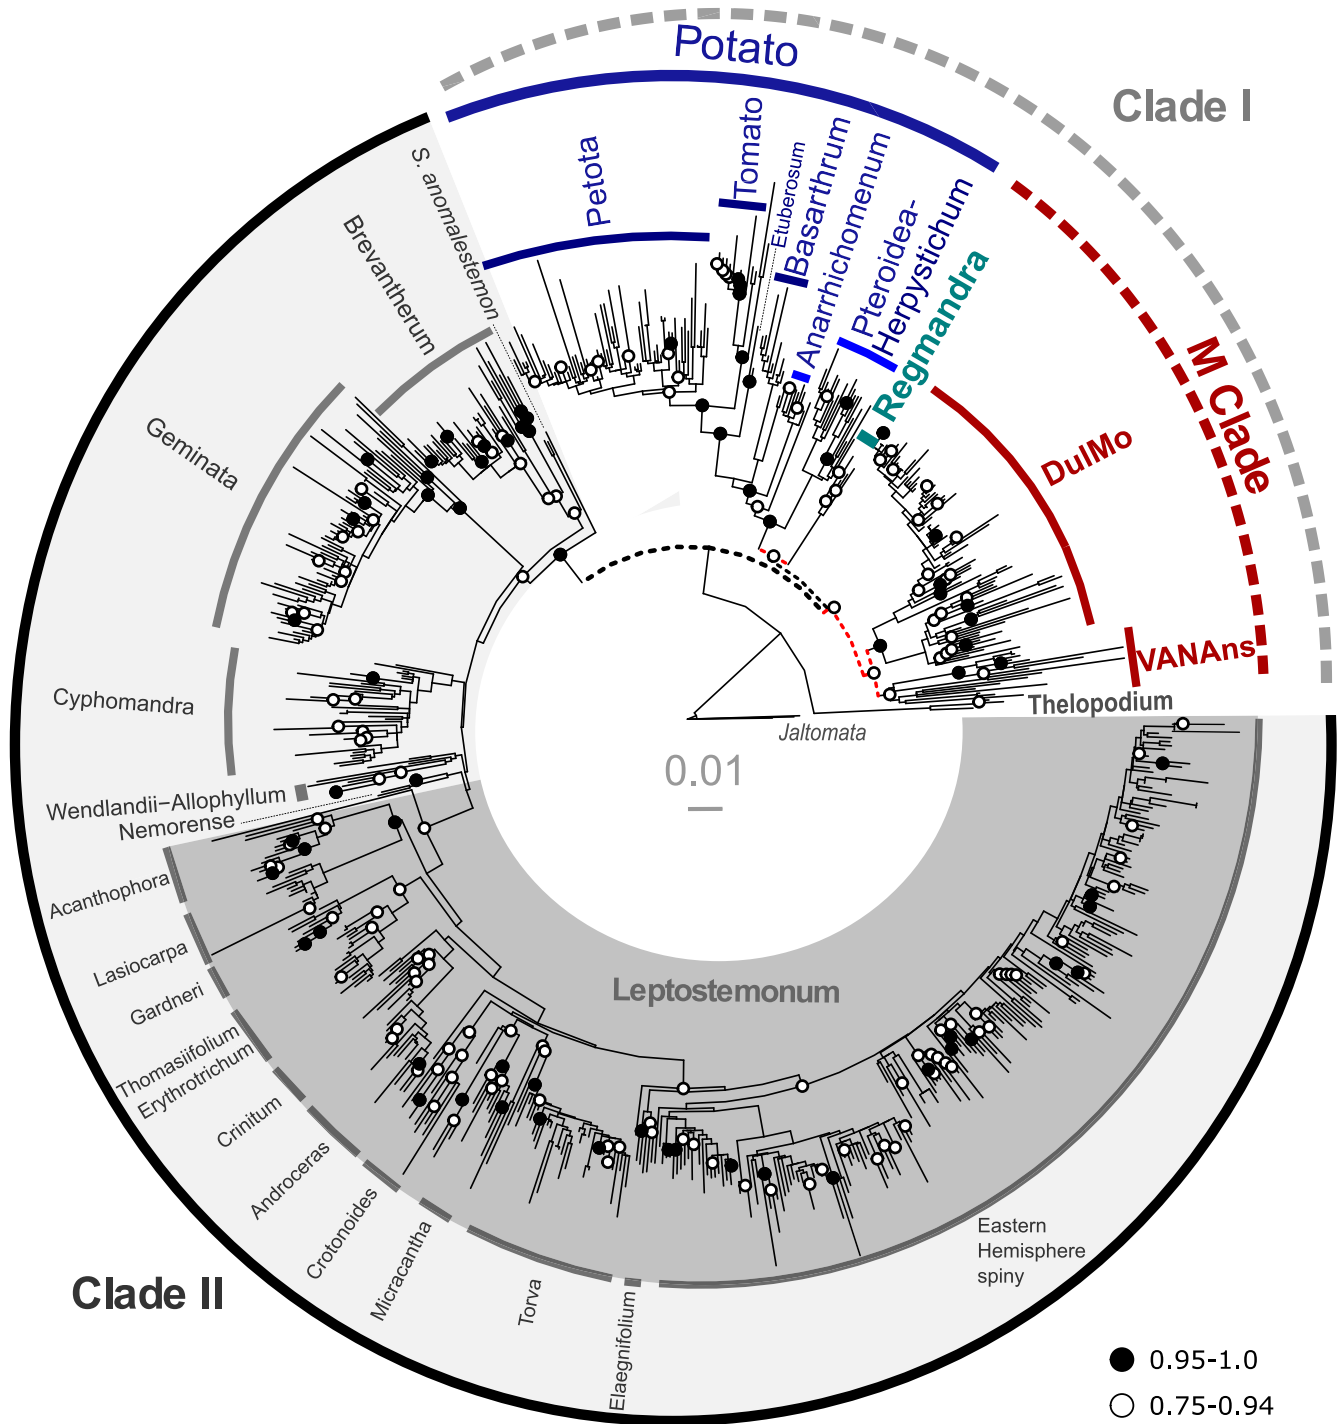 Potato
Clade I
Petota
Tomato
Etuberosum
Basarthrum
Anarrhichomenum
Pteroidea-
Herpystichum
Regmandra
M Clade
DulMo
VANAns
Thelopodium
Jaltomata
0.01
S. anomalestemon
Brevantherum
Geminata
Cyphomandra
Wendlandii-Allophyllum
Nemorense
Acanthophora
Lasiocarpa
Gardneri
Thomasiifolium
Erythrotrichum
Crinitum
Androceras
Crotonoides
Micracantha
Torva
Elaegnifolium
Eastern
Hemisphere
spiny
Leptostemonum
Clade II
0.95-1.0
0.75-0.94